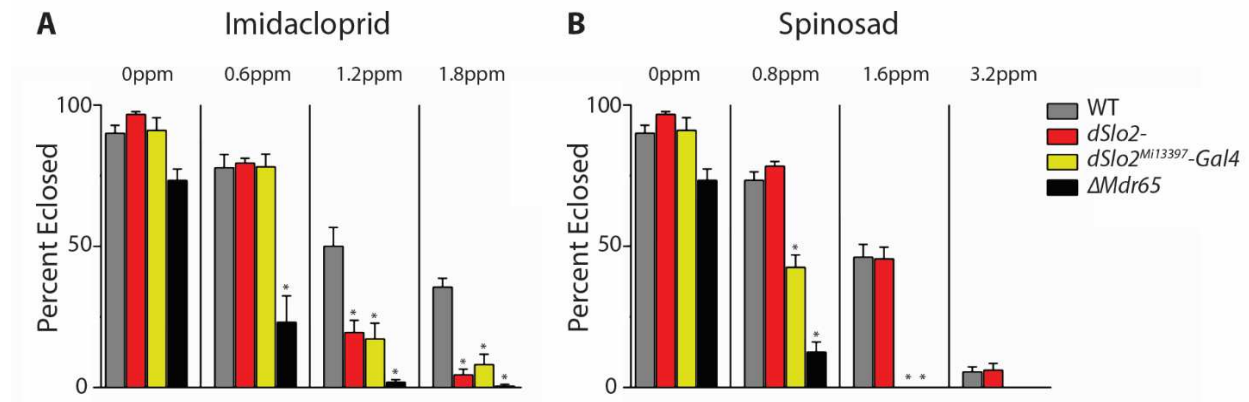 A Imidacloprid
0ppm 0.6ppm 1.2ppm 1.8ppm
Percent Eclosed
100
50
0
*
* * *
* * *
B Spinosad
0ppm 0.8ppm 1.6ppm 3.2ppm
Percent Eclosed
100
50
0
* *
* *
WT
dSlo2-
dSlo2Mi13397-Gal4
ΔMdr65